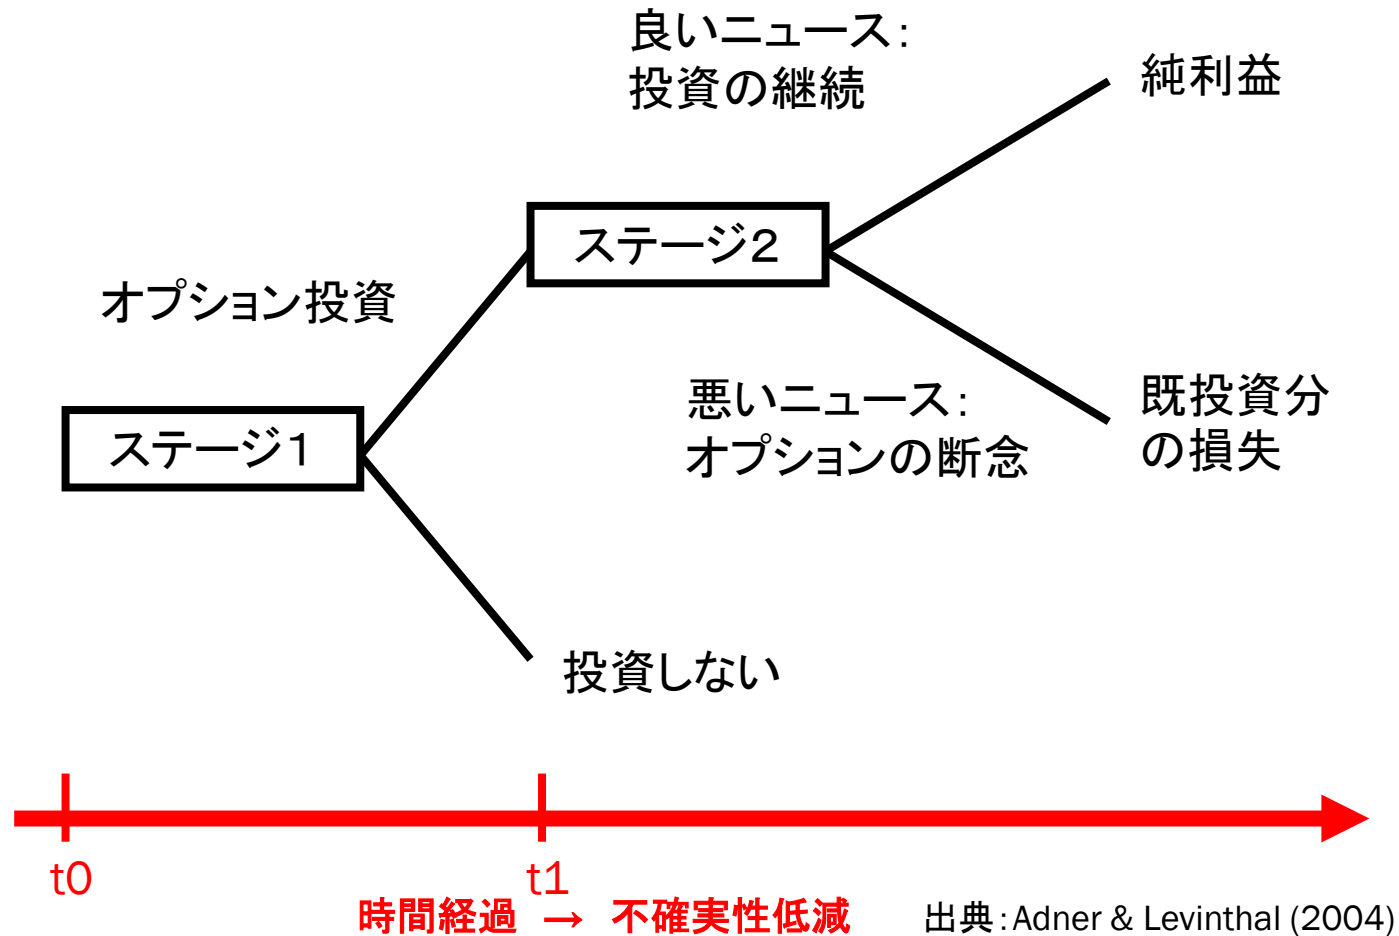 良いニュース：
投資の継続
純利益
ステージ２
オプション投資
悪いニュース：
オプションの断念
既投資分
の損失
ステージ１
投資しない
t0
t1
時間経過 → 不確実性低減
出典：Adner & Levinthal (2004)